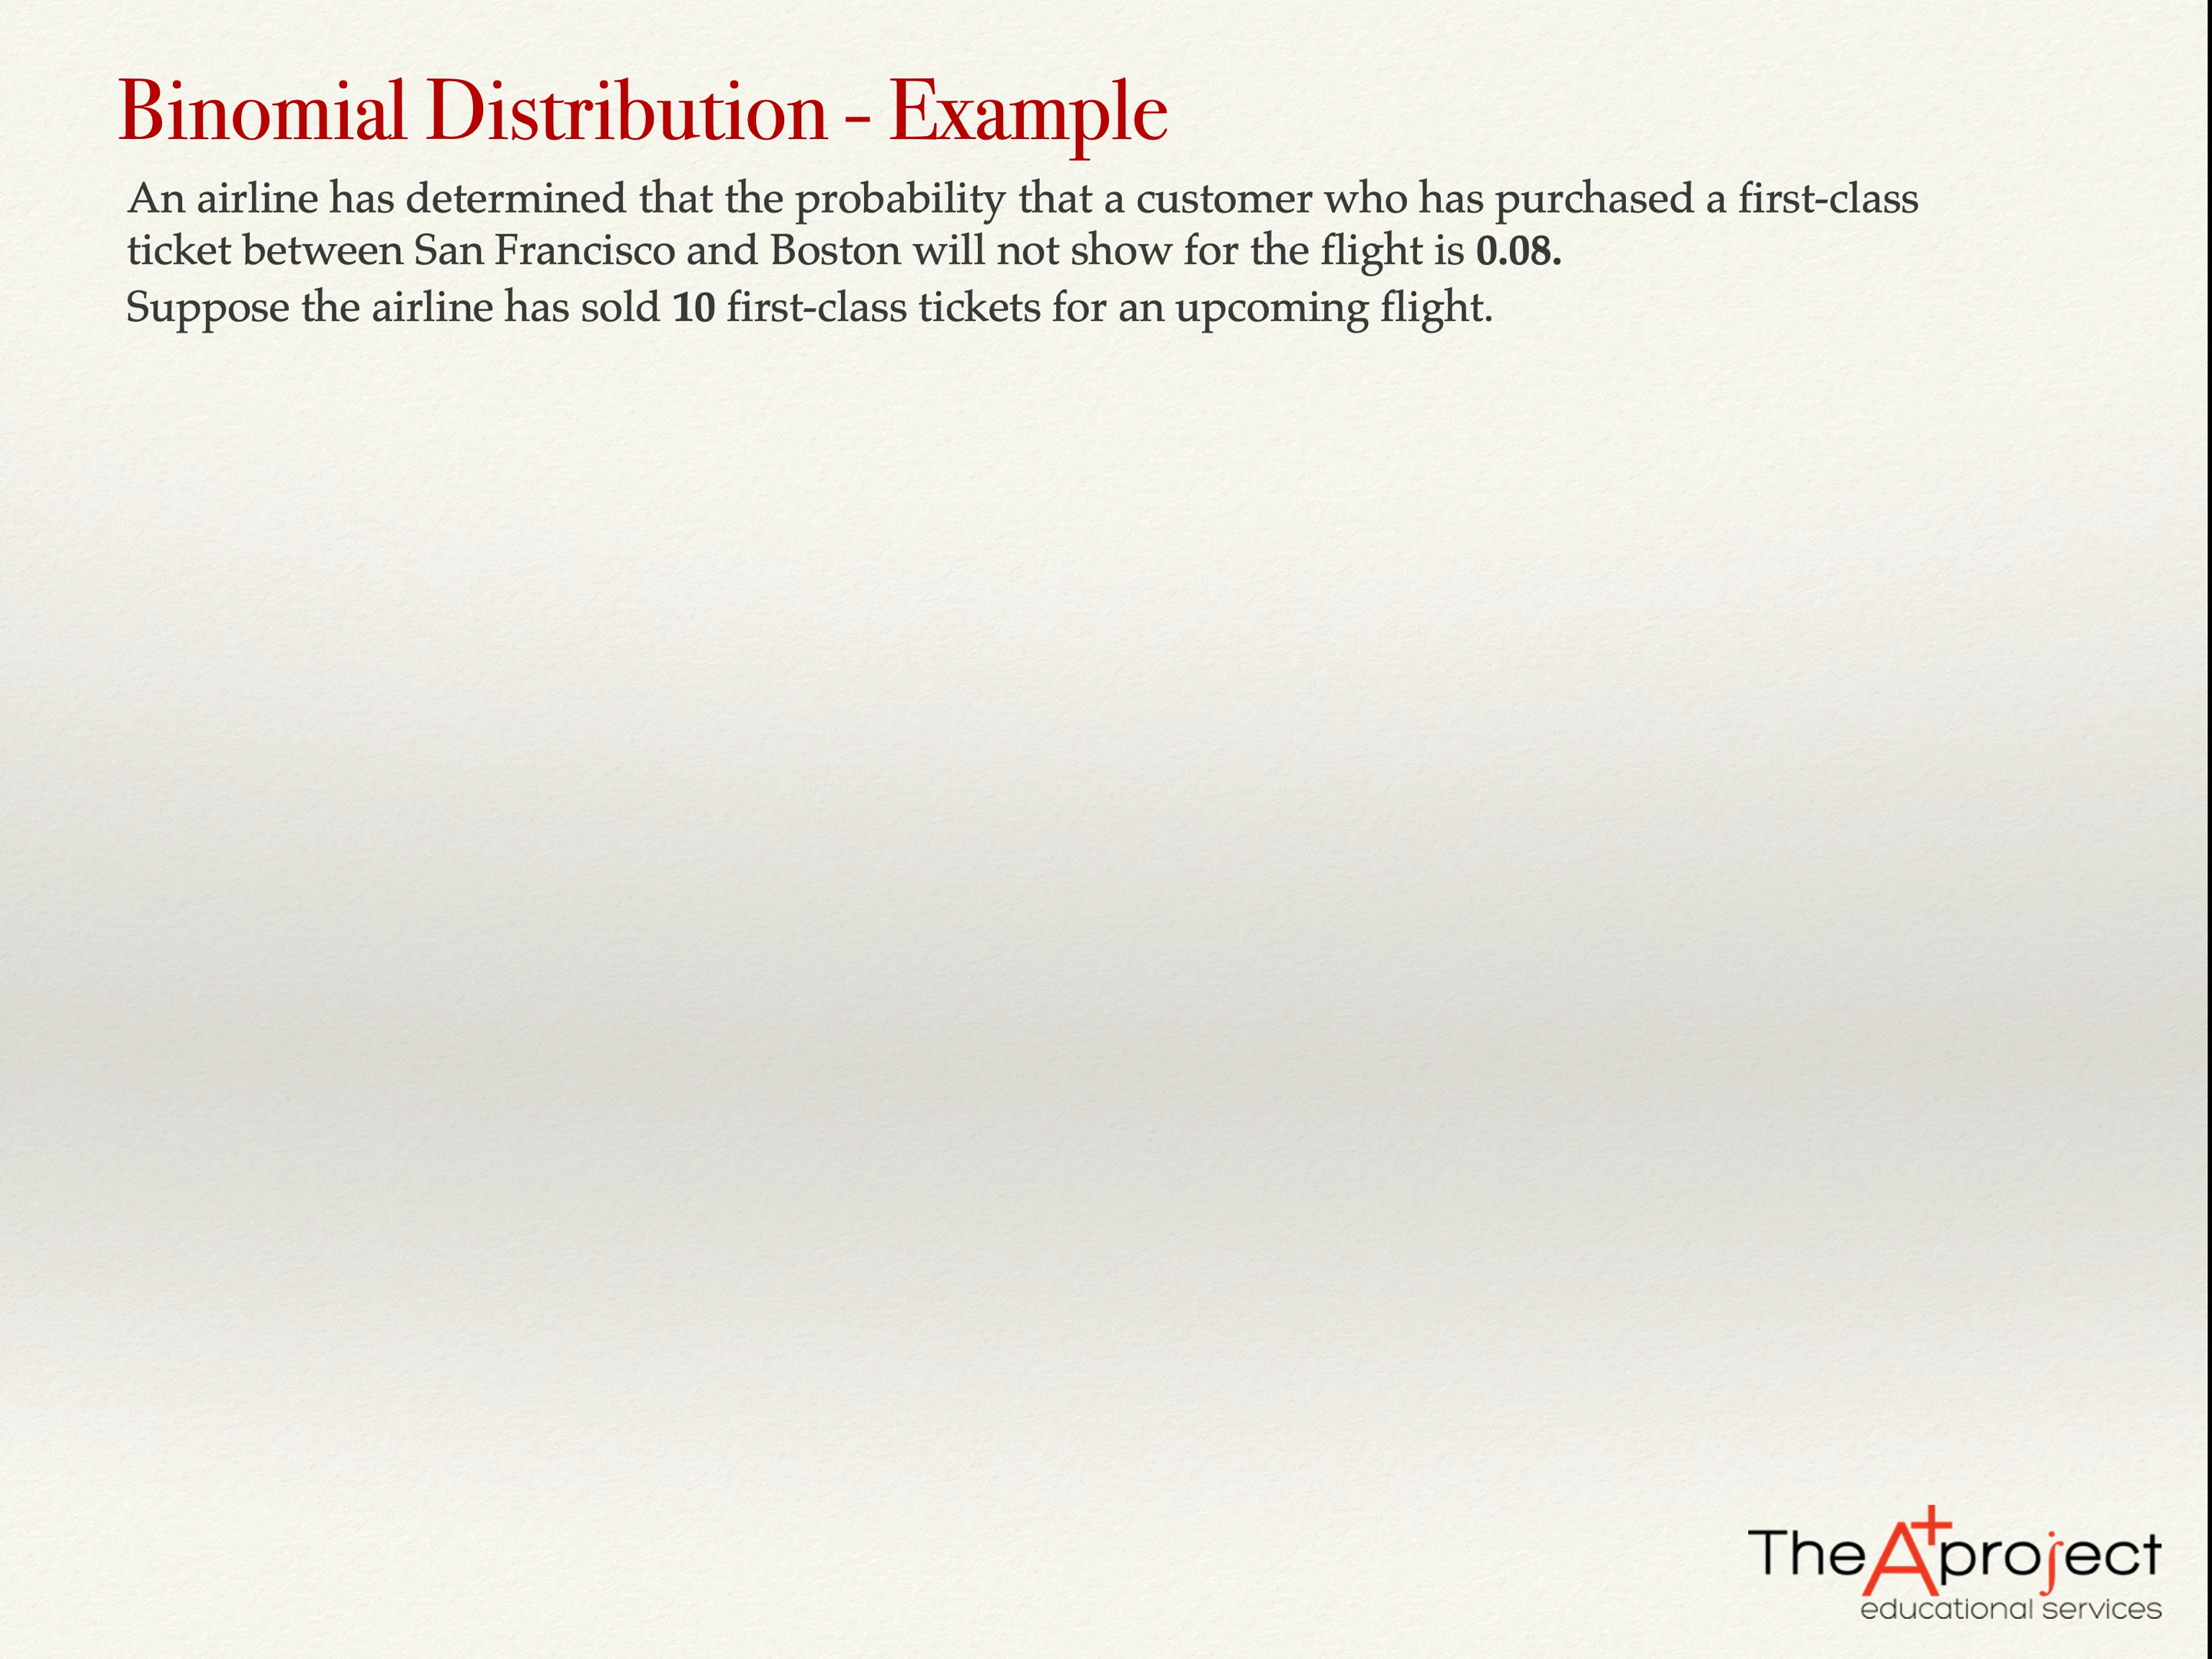 Binomial Distribution - Example
An airline has determined that the probability that a customer who has purchased a first-class
ticket between San Francisco and Boston will not show for the flight is 0.08.
Suppose the airline has sold 10 first-class tickets for an upcoming flight.
The A+ project
educational services